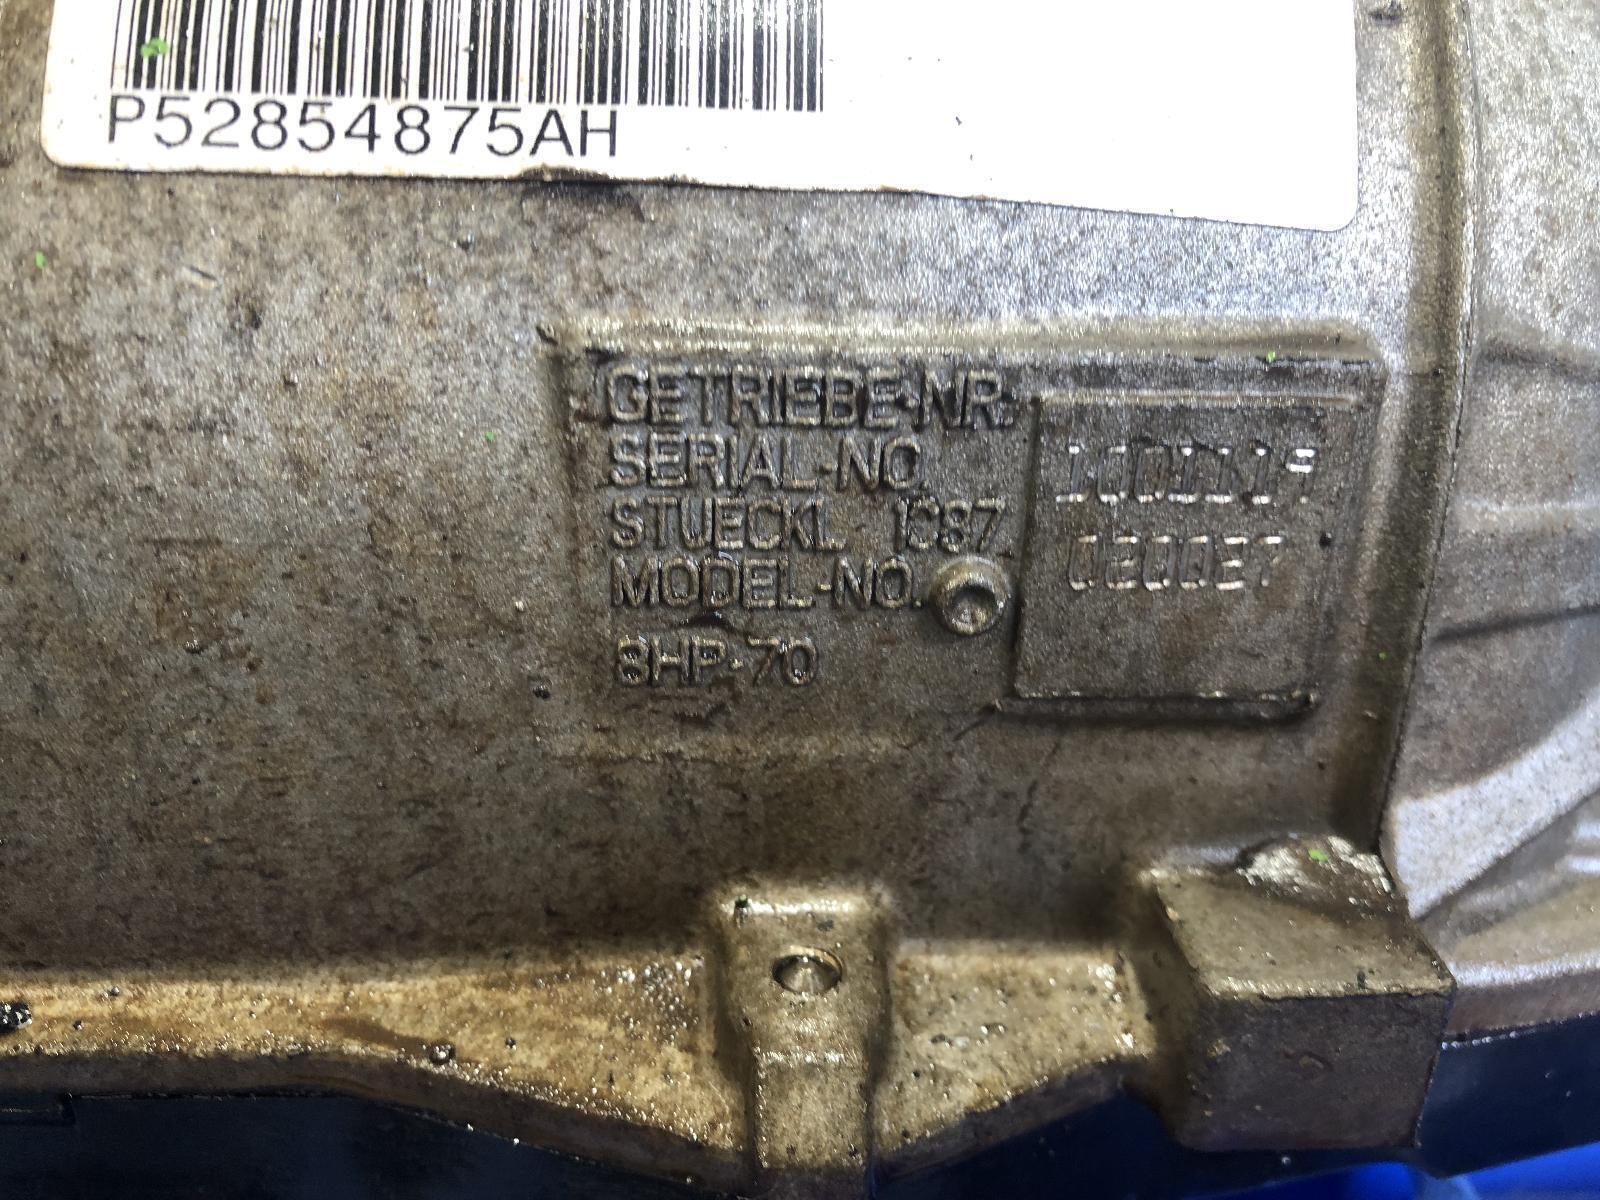 P52854875AH
GETRIEBE-NR.
SERIAL-NO.
STUECKL 1087
MODEL-NO.
8HP-70